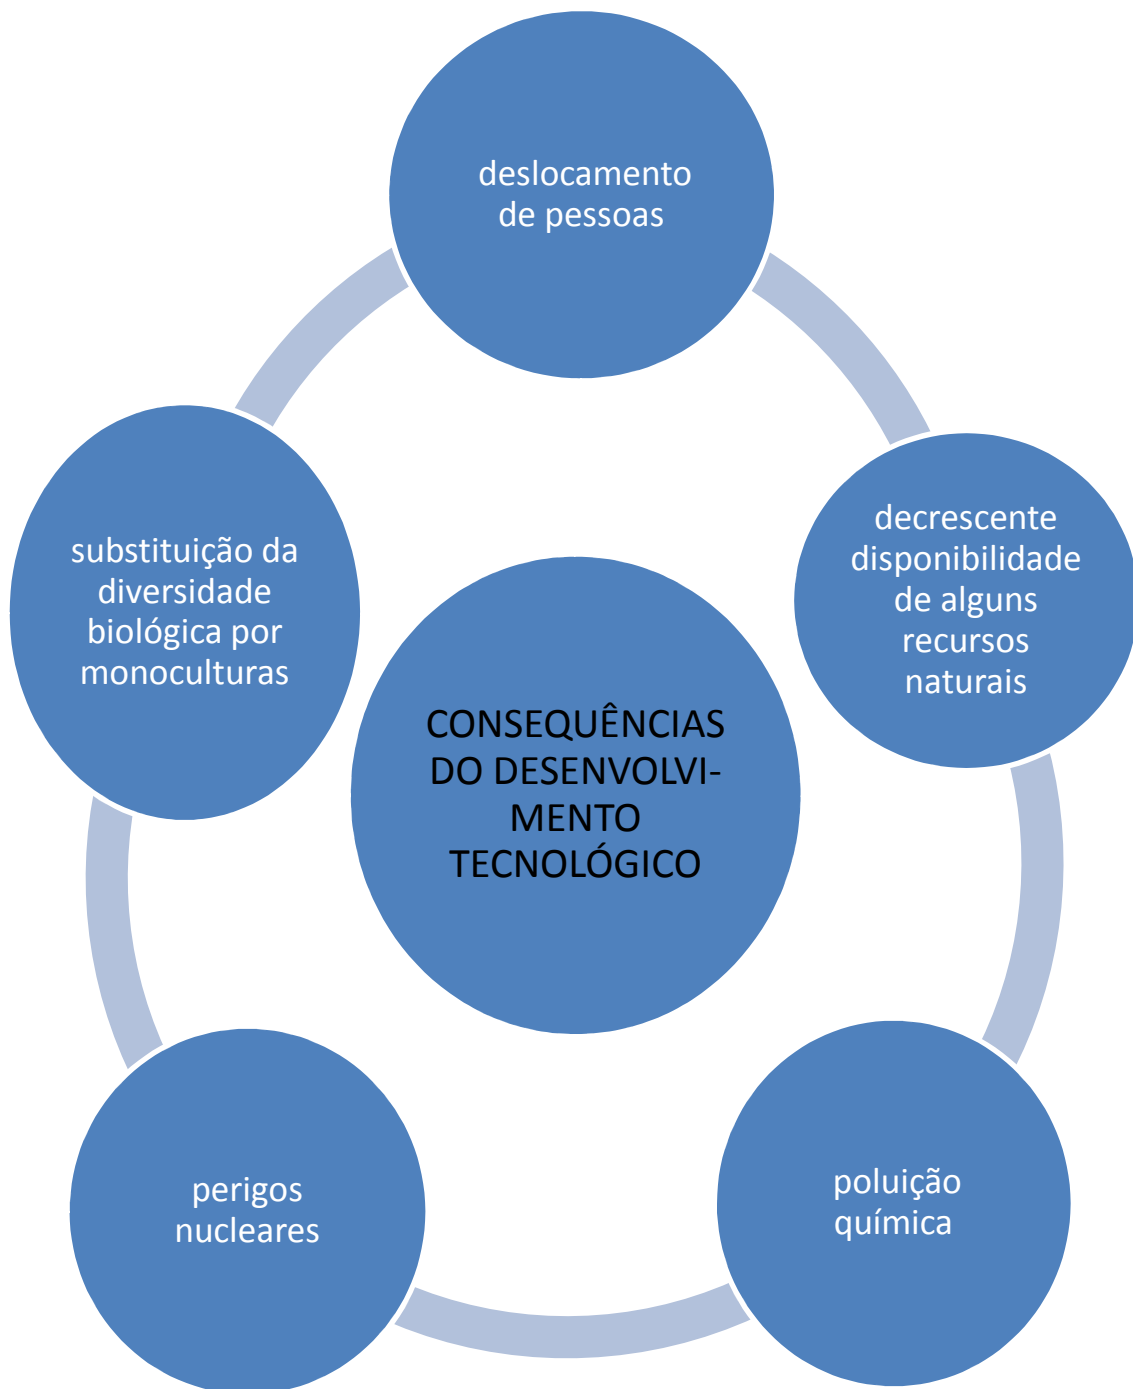 deslocamento
de pessoas
decrescente
disponibilidade
de alguns
recursos
naturais
poluição
química
perigos
nucleares
substituição da
diversidade
biológica por
monoculturas
CONSEQUÊNCIAS
DO DESENVOLVI-
MENTO
TECNOLÓGICO